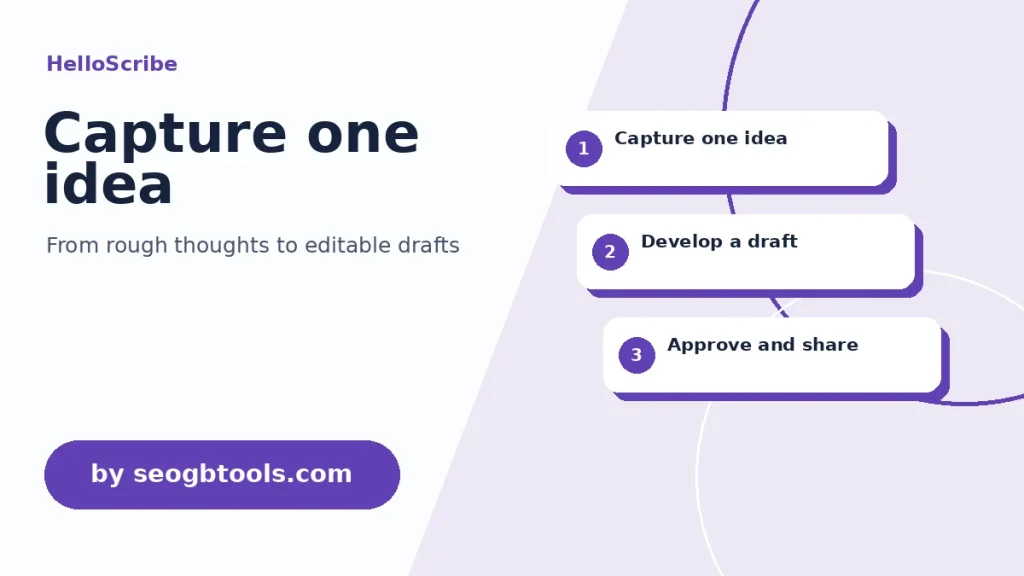 HelloScribe
Capture one
idea
From rough thoughts to editable drafts
1 Capture one idea
2 Develop a draft
3 Approve and share
by seogbtools.com